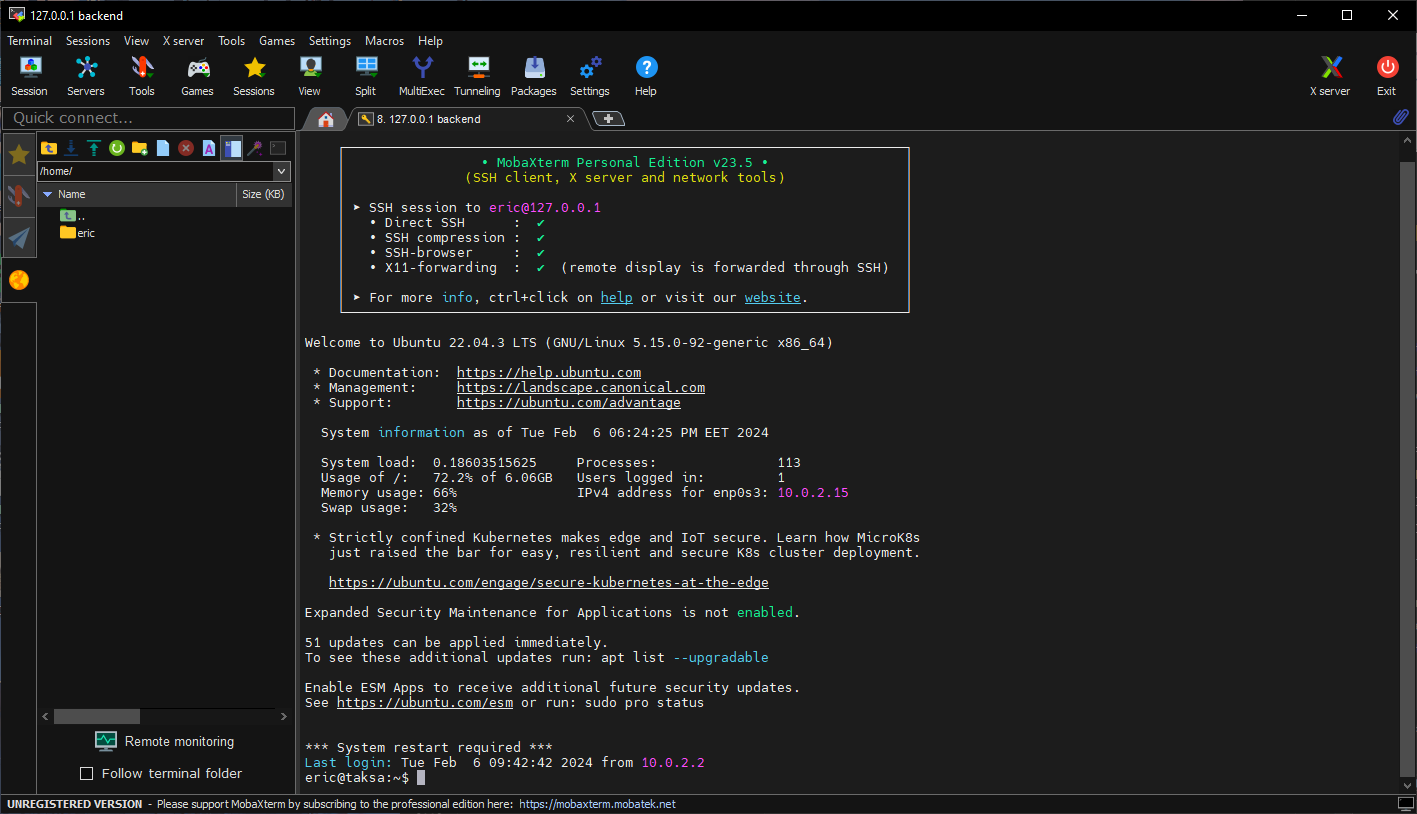 127.0.0.1 backend
Terminal Sessions View X server Tools Games Settings Macros Help
Session Servers Tools Games Sessions View Split MultiExec Tunneling Packages Settings Help X server Exit
Quick connect...
8. 127.0.0.1 backend
/home/
Name Size (KB)
..
eric
• MobaXterm Personal Edition v23.5 •
(SSH client, X server and network tools)
➤ SSH session to eric@127.0.0.1
• Direct SSH : ✔
• SSH compression : ✔
• SSH-browser : ✔
• X11-forwarding : ✔ (remote display is forwarded through SSH)
➤ For more info, ctrl+click on help or visit our website.
Welcome to Ubuntu 22.04.3 LTS (GNU/Linux 5.15.0-92-generic x86_64)
* Documentation: https://help.ubuntu.com
* Management: https://landscape.canonical.com
* Support: https://ubuntu.com/advantage
System information as of Tue Feb 6 06:24:25 PM EET 2024
System load: 0.18603515625 Processes: 113
Usage of /: 72.2% of 6.06GB Users logged in: 1
Memory usage: 66% IPv4 address for enp0s3: 10.0.2.15
Swap usage: 32%
* Strictly confined Kubernetes makes edge and IoT secure. Learn how MicroK8s
just raised the bar for easy, resilient and secure K8s cluster deployment.
https://ubuntu.com/engage/secure-kubernetes-at-the-edge
Expanded Security Maintenance for Applications is not enabled.
51 updates can be applied immediately.
To see these additional updates run: apt list --upgradable
Enable ESM Apps to receive additional future security updates.
See https://ubuntu.com/esm or run: sudo pro status
*** System restart required ***
Last login: Tue Feb 6 09:42:42 2024 from 10.0.2.2
eric@taksa:~$
Remote monitoring
Follow terminal folder
UNREGISTERED VERSION - Please support MobaXterm by subscribing to the professional edition here: https://mobaxterm.mobatek.net